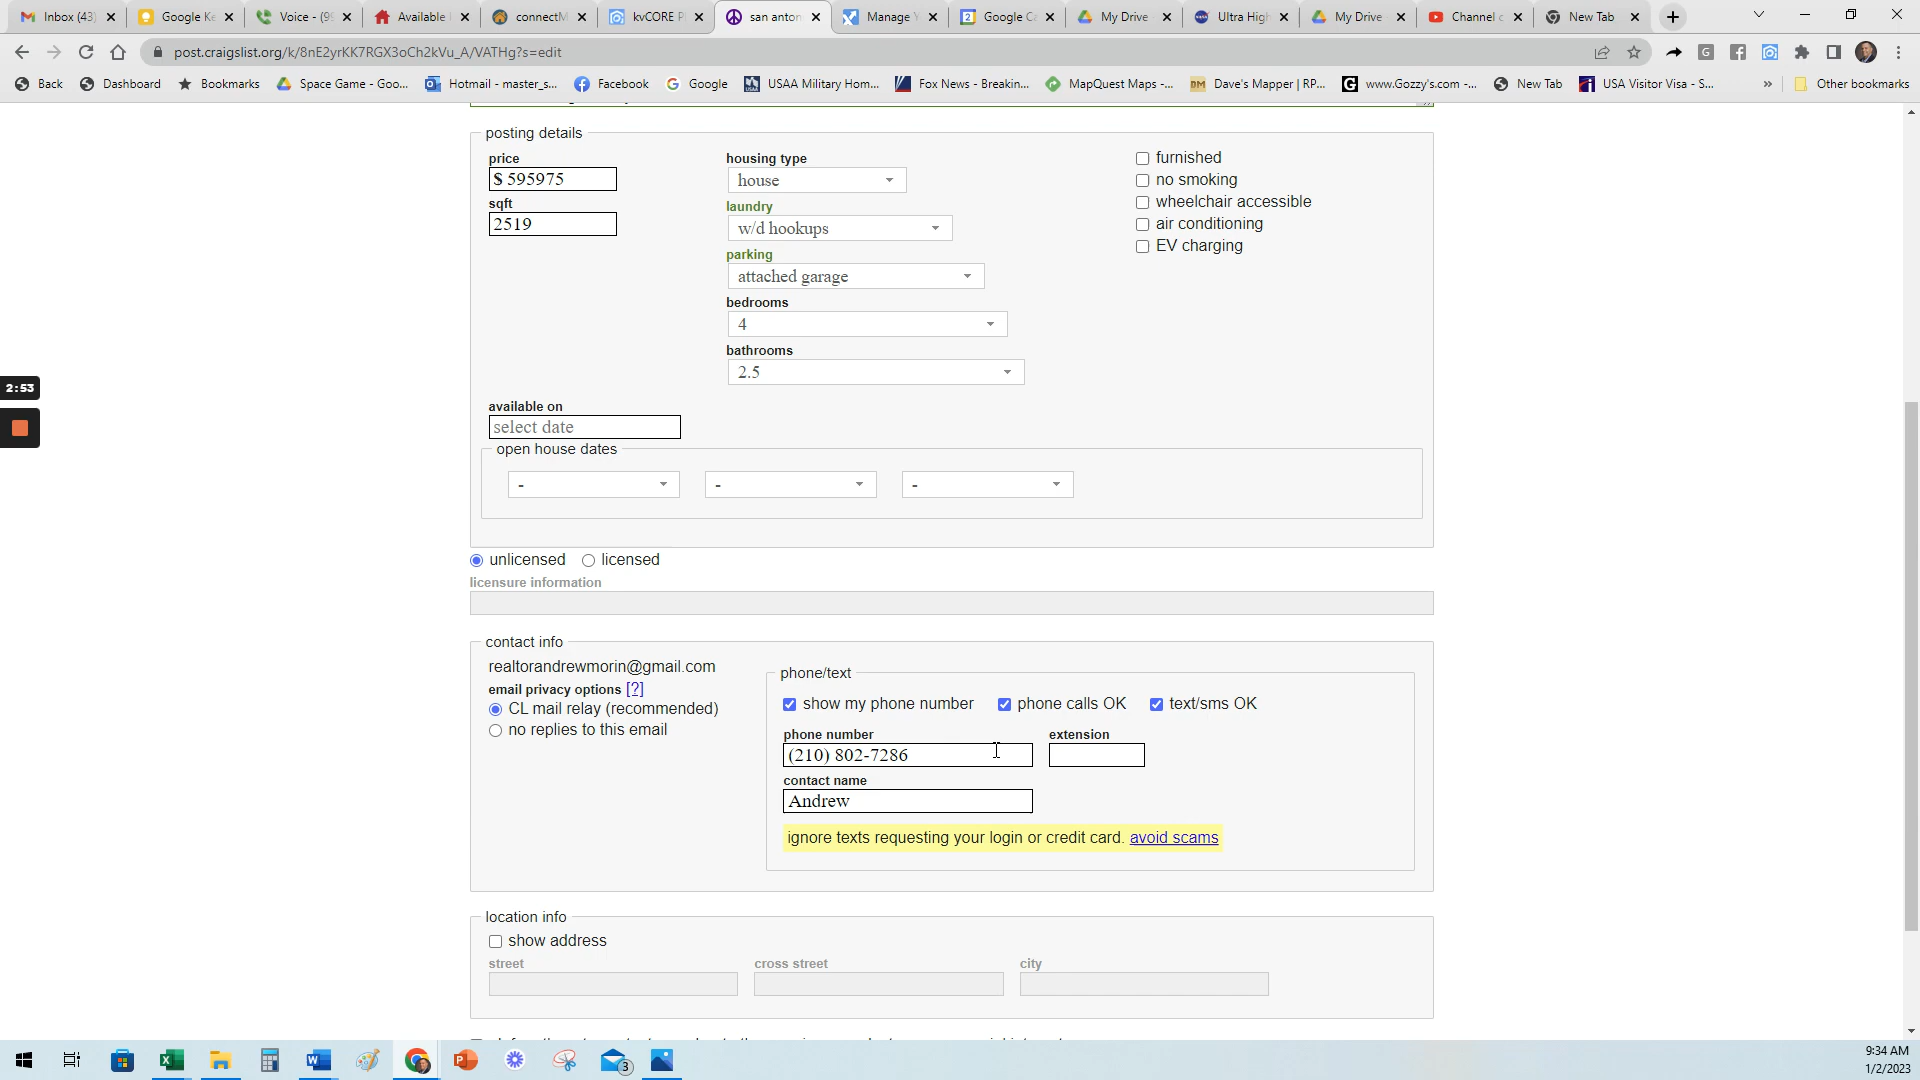 Inbox (43)
Google Ke
Voice - (9
Available
connectM
kvCORE P
san anton
Manage Y
Google Ca
My Drive
Ultra High
My Drive
Channel c
New Tab
post.craigslist.org/k/8nE2yrKK7RGX3oCh2kVu_A/VATHg?s=edit
Back
Dashboard
Bookmarks
Space Game - Goo...
Hotmail - master_s...
Facebook
Google
USAA Military Hom...
Fox News - Breakin...
MapQuest Maps -...
Dave's Mapper | RP...
www.Gozzy's.com -...
New Tab
USA Visitor Visa - S...
»
Other bookmarks
posting details
price
$ 595975
sqft
2519
housing type
house
laundry
w/d hookups
parking
attached garage
bedrooms
4
bathrooms
2.5
furnished
no smoking
wheelchair accessible
air conditioning
EV charging
2:53
available on
select date
open house dates
-
-
-
unlicensed
licensed
licensure information
contact info
realtorandrewmorin@gmail.com
email privacy options [?]
CL mail relay (recommended)
no replies to this email
phone/text
show my phone number
phone calls OK
text/sms OK
phone number
(210) 802-7286
extension
contact name
Andrew
ignore texts requesting your login or credit card. avoid scams
location info
show address
street
cross street
city
3
9:34 AM
1/2/2023